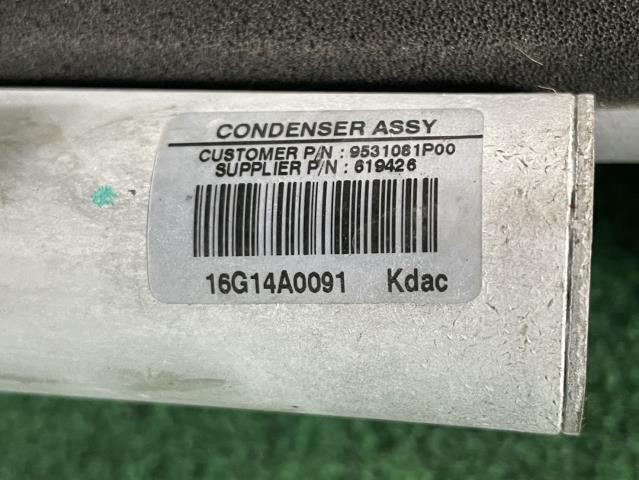 CONDENSER ASSY
CUSTOMER P/N : 9531081P00
SUPPLIER P/N : 619426
16G14A0091 Kdac